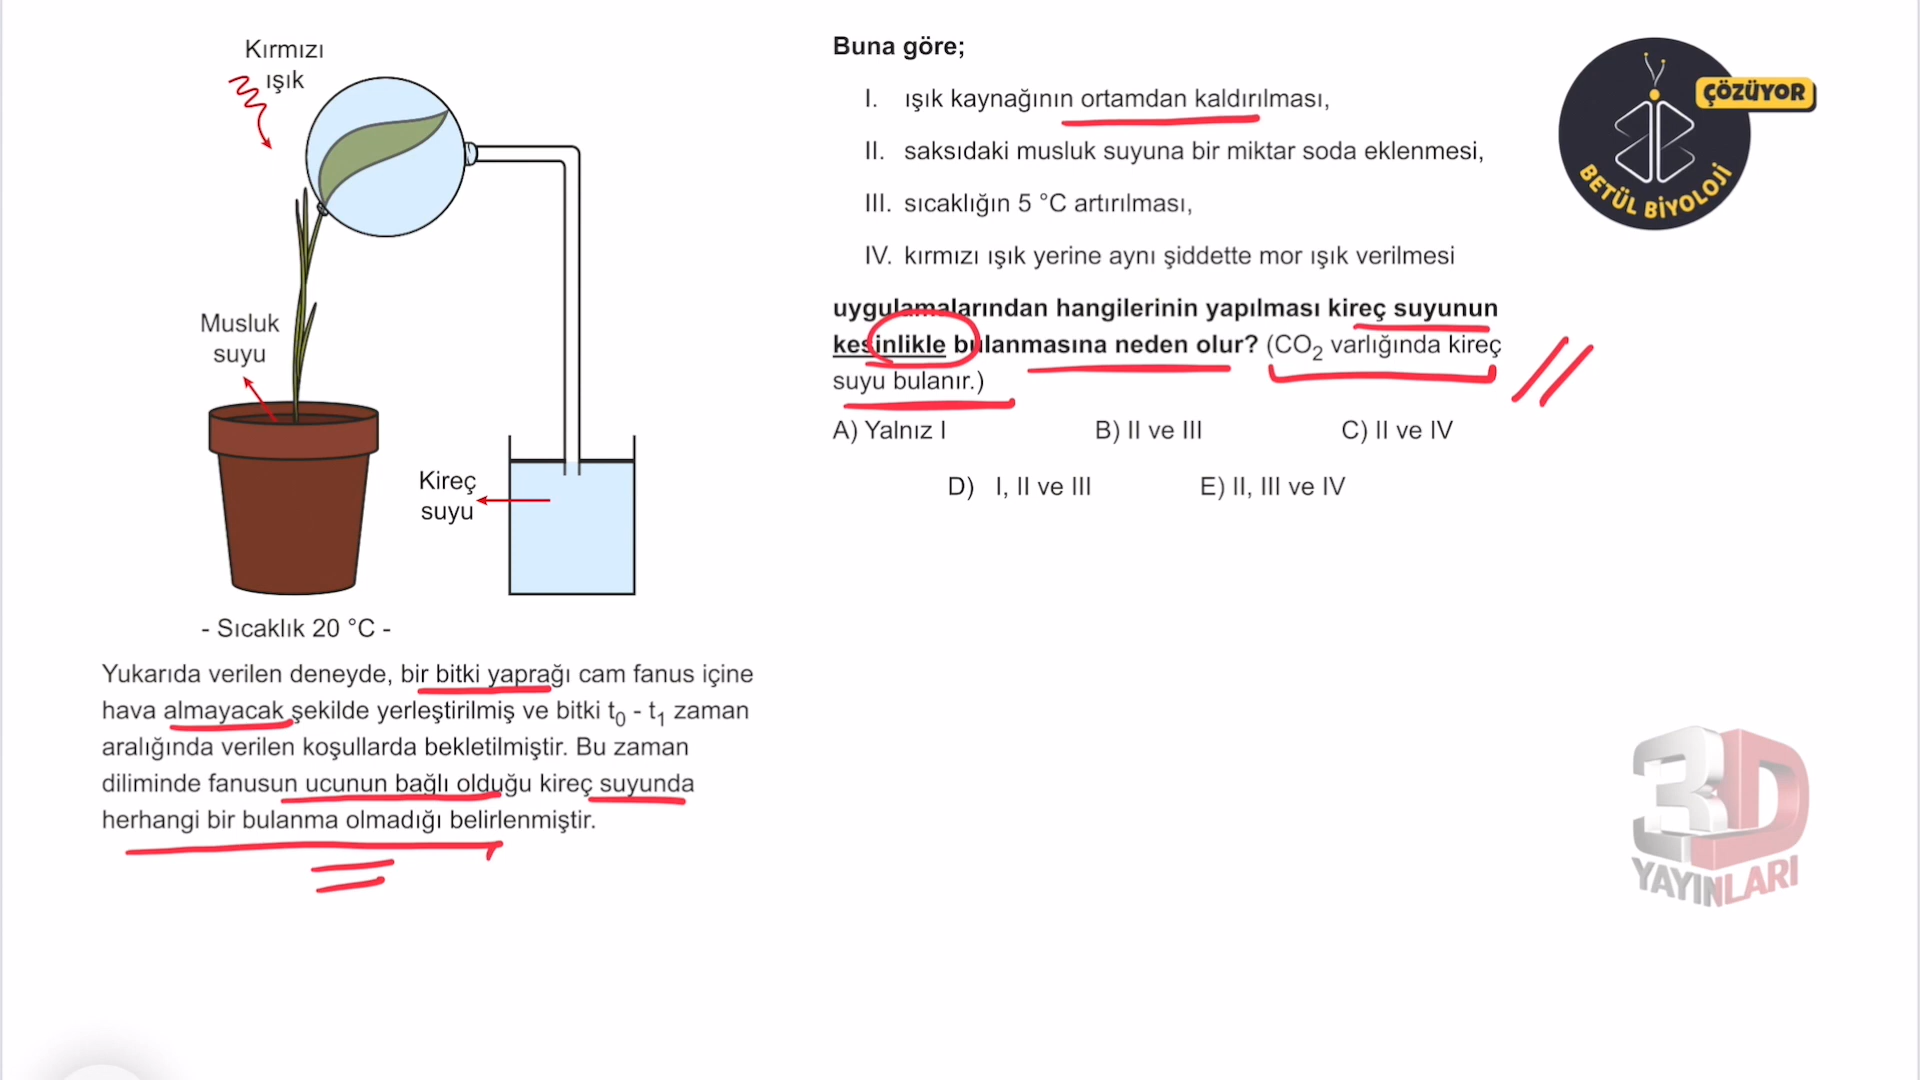 Kırmızı
ışık
Musluk
suyu
Kireç
suyu
- Sıcaklık 20 °C -
Yukarıda verilen deneyde, bir bitki yaprağı cam fanus içine
hava almayacak şekilde yerleştirilmiş ve bitki t0 - t1 zaman
aralığında verilen koşullarda bekletilmiştir. Bu zaman
diliminde fanusun ucunun bağlı olduğu kireç suyunda
herhangi bir bulanma olmadığı belirlenmiştir.
Buna göre;
I. ışık kaynağının ortamdan kaldırılması,
II. saksıdaki musluk suyuna bir miktar soda eklenmesi,
III. sıcaklığın 5 °C artırılması,
IV. kırmızı ışık yerine aynı şiddette mor ışık verilmesi
uygulamalarından hangilerinin yapılması kireç suyunun
kesinlikle bulanmasına neden olur? (CO2 varlığında kireç
suyu bulanır.)
A) Yalnız I B) II ve III C) II ve IV
D) I, II ve III E) II, III ve IV
ÇÖZÜYOR
BETÜL BİYOLOJİ
3D
YAYINLARI